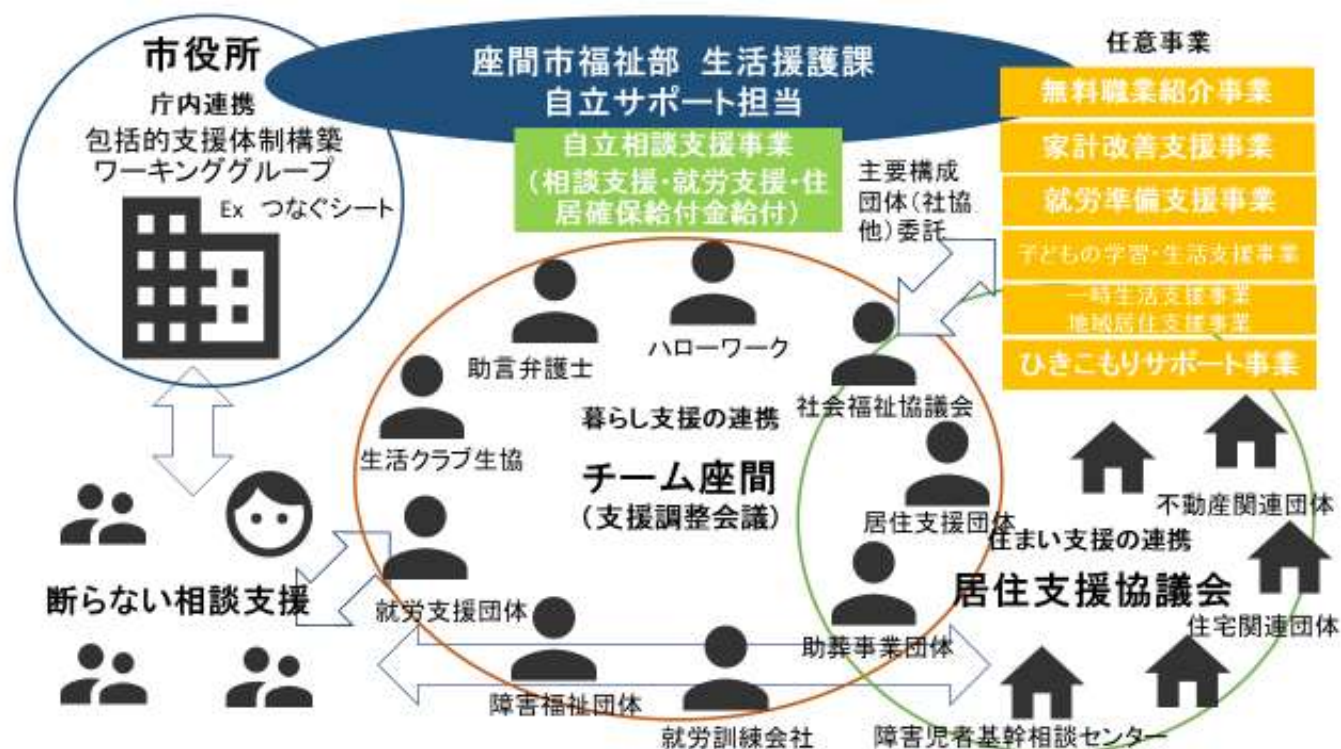 市役所
庁内連携
包括的支援体制構築
ワーキンググループ
Ex つなぐシート
座間市福祉部 生活援護課
自立サポート担当
自立相談支援事業
(相談支援・就労支援・住
居確保給付金給付)
主要構成
団体(社協
他)委託
任意事業
無料職業紹介事業
家計改善支援事業
就労準備支援事業
子どもの学習・生活支援事業
一時生活支援事業
地域居住支援事業
ひきこもりサポート事業
助言弁護士
ハローワーク
社会福祉協議会
生活クラブ生協
暮らし支援の連携
チーム座間
(支援調整会議)
居住支援団体
不動産関連団体
住まい支援の連携
居住支援協議会
住宅関連団体
断らない相談支援
就労支援団体
助葬事業団体
障害福祉団体
就労訓練会社
障害児者基幹相談センター